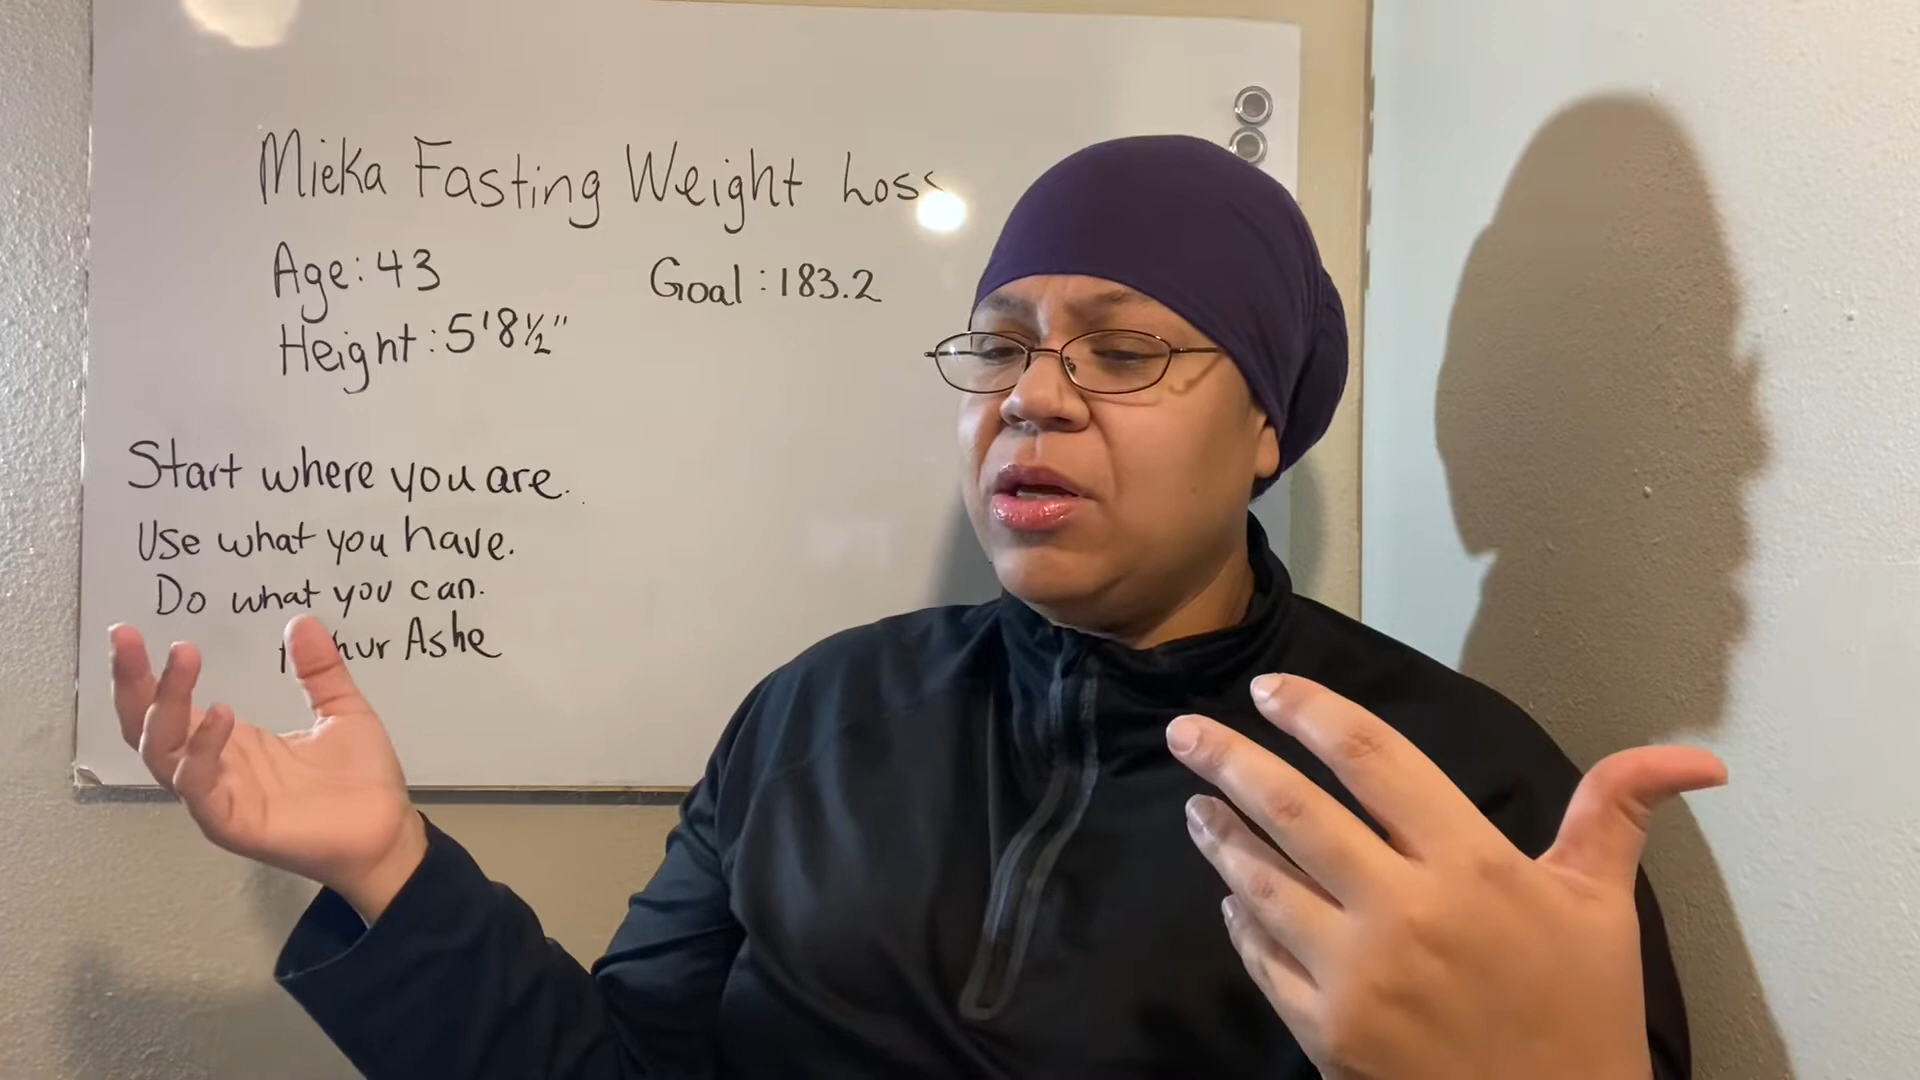 Mieka Fasting Weight Loss
Age: 43
Goal: 183.2
Height: 5'8½"
Start where you are.
Use what you have.
Do what you can.
Ashe